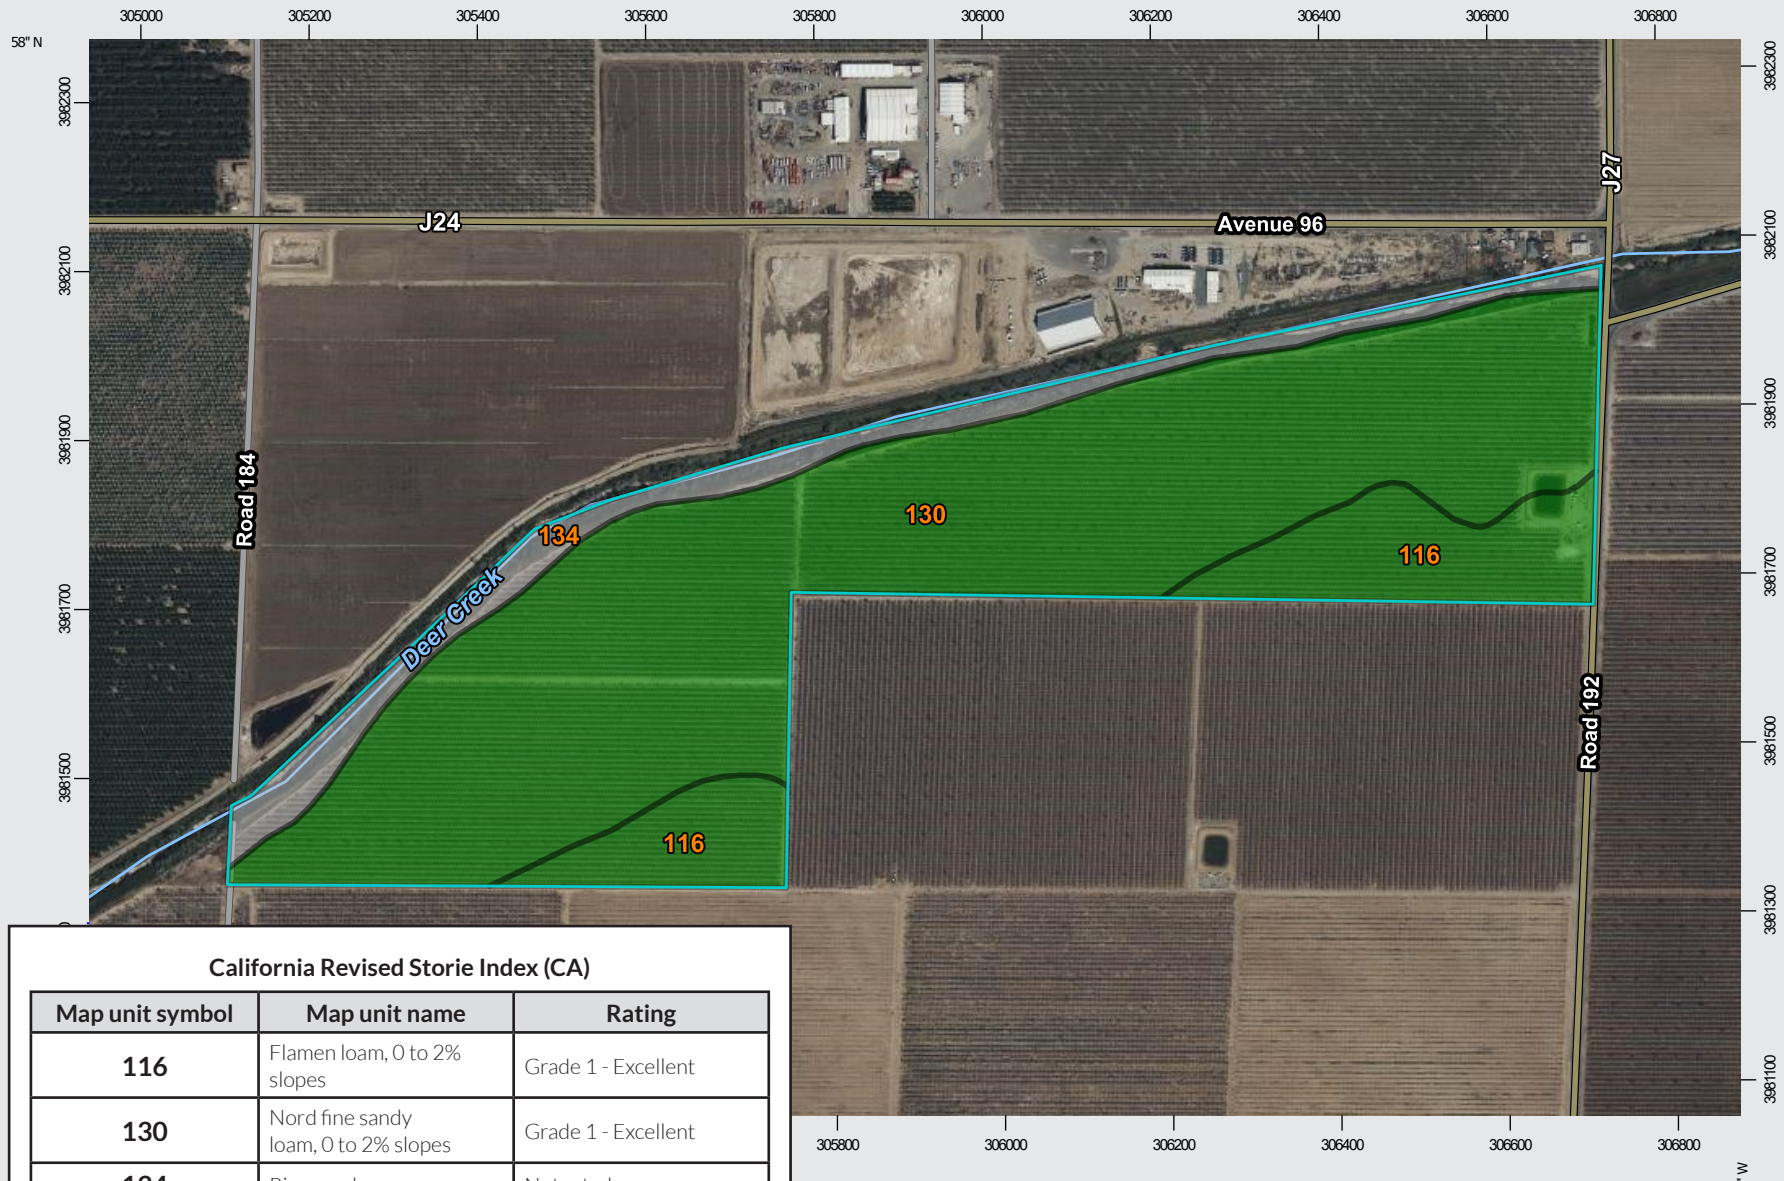 305000 305200 305400 305600 305800 306000 306200 306400 306600 306800
58" N
3982300
3982300
J27
J24
Avenue 96
3982100
3982100
3981900
3981900
Road 184
130
134
116
3981700
3981700
Deer Creek
Road 192
3981500
3981500
116
3981300
3981100
California Revised Storie Index (CA)
Map unit symbol Map unit name Rating
116 Flamen loam, 0 to 2% Grade 1 - Excellent
slopes
130 Nord fine sandy Grade 1 - Excellent
loam, 0 to 2% slopes
305800 306000 306200 306400 306600 306800
" W